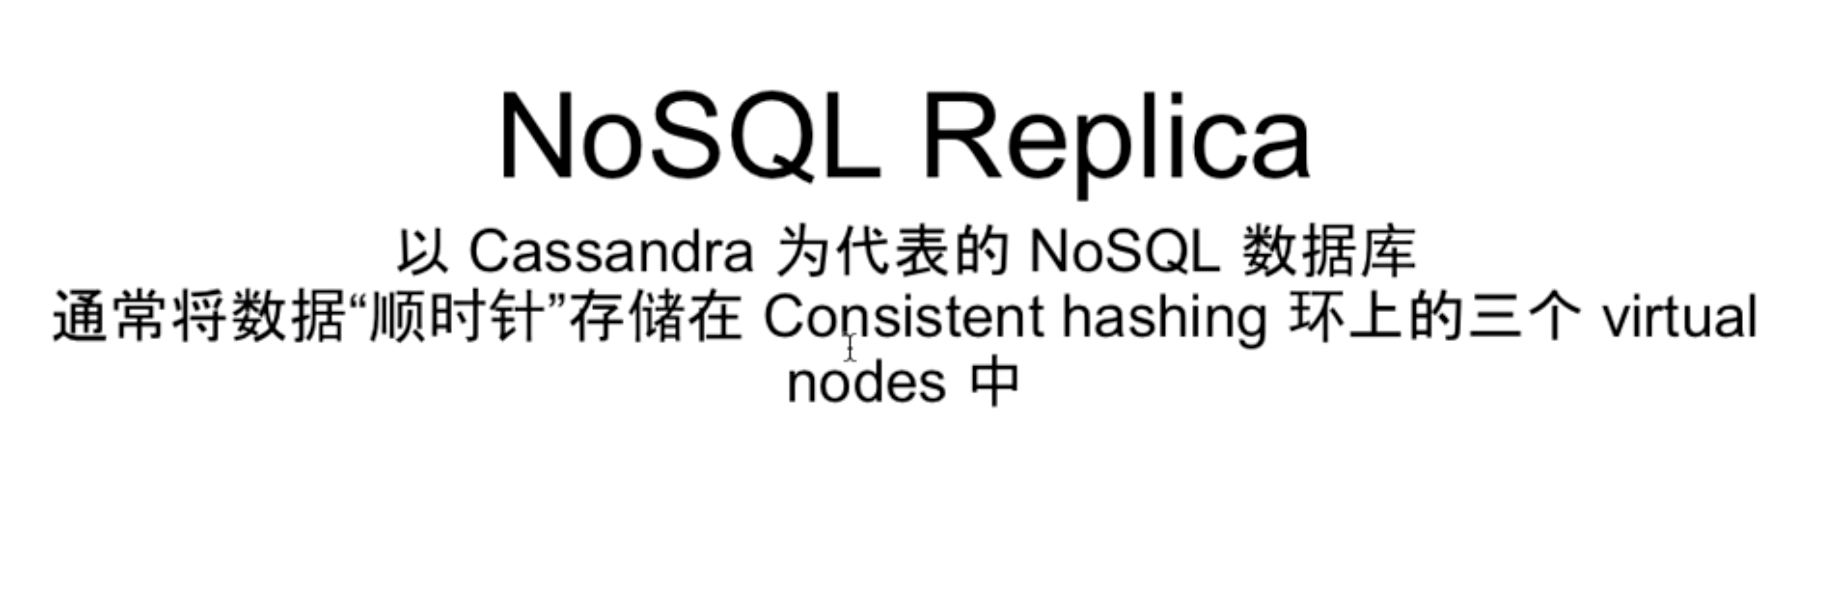 NoSQL Replica
以 Cassandra 为代表的 NoSQL 数据库
通常将数据“顺时针”存储在 Consistent hashing 环上的三个 virtual
nodes 中